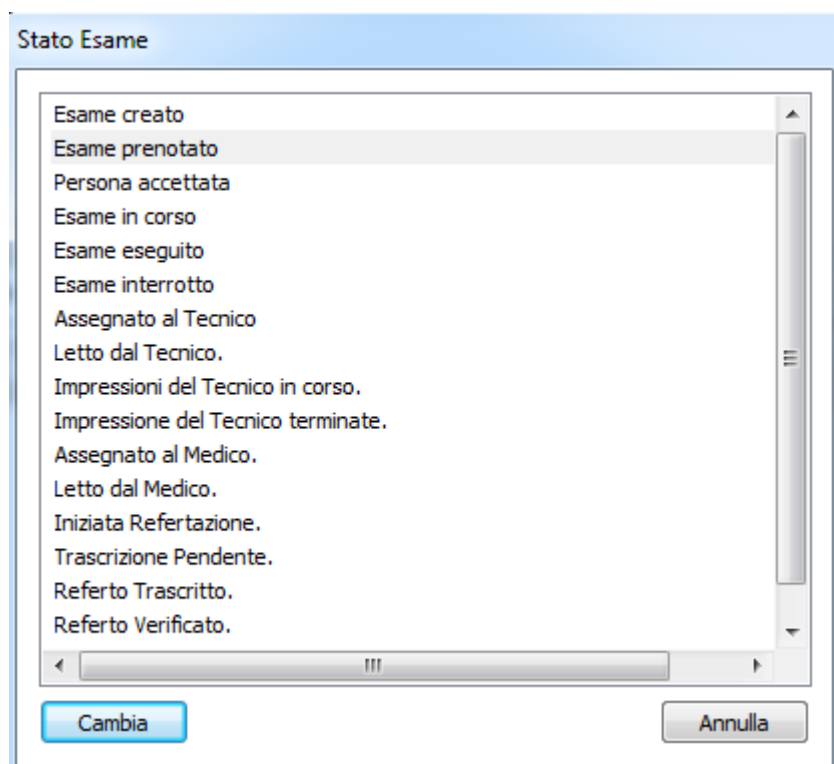 Stato Esame
Esame creato
Esame prenotato
Persona accettata
Esame in corso
Esame eseguito
Esame interrotto
Assegnato al Tecnico
Letto dal Tecnico.
Impressioni del Tecnico in corso.
Impressione del Tecnico terminate.
Assegnato al Medico.
Letto dal Medico.
Iniziata Refertazione.
Trascrizione Pendente.
Referto Trascritto.
Referto Verificato.
Cambia
Annulla